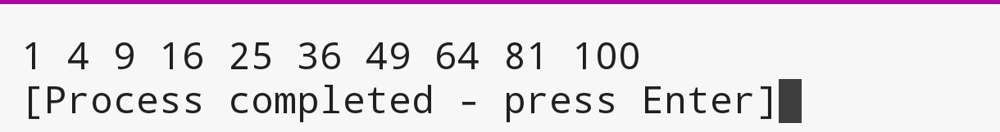 1 4 9 16 25 36 49 64 81 100
[Process completed - press Enter]